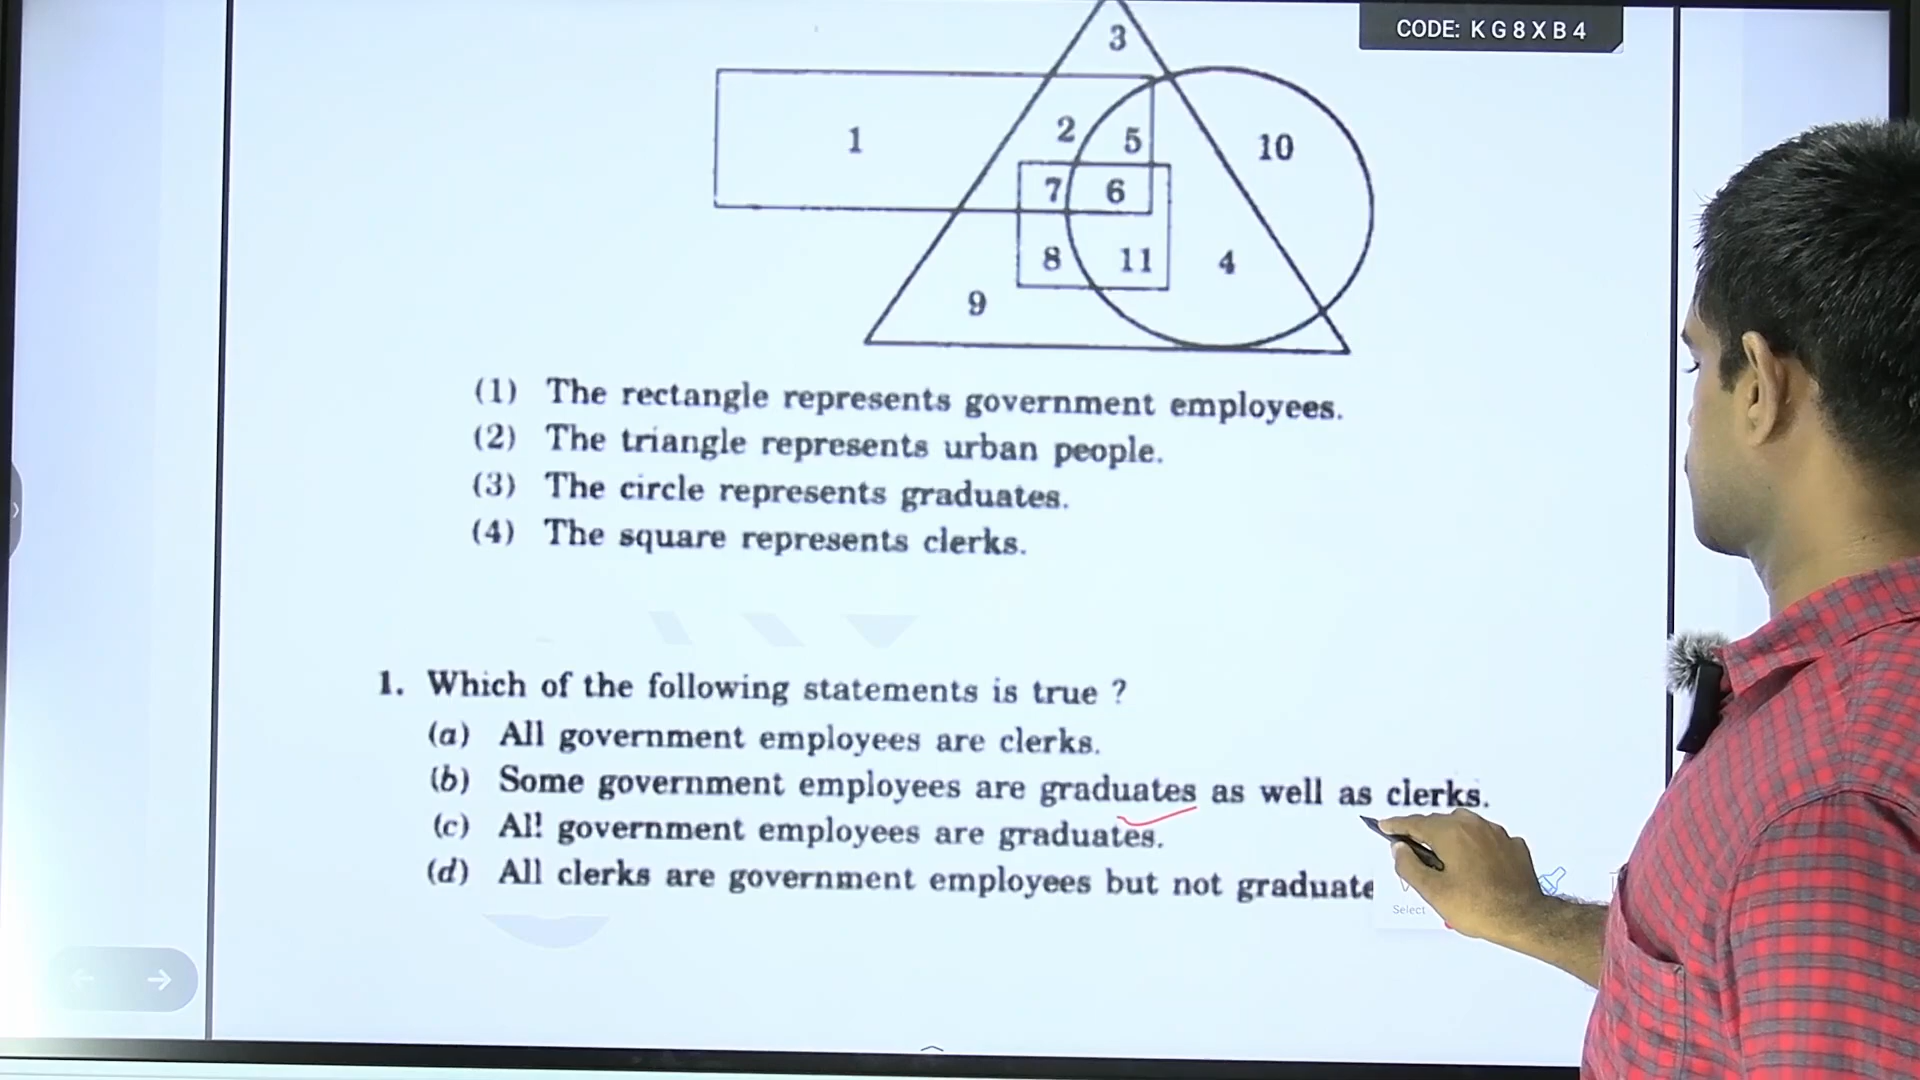 CODE: K G 8 X B 4
3
1
2
5
10
7
6
8
11
4
9
(1) The rectangle represents government employees.
(2) The triangle represents urban people.
(3) The circle represents graduates.
(4) The square represents clerks.
1. Which of the following statements is true ?
(a) All government employees are clerks.
(b) Some government employees are graduates as well as clerks.
(c) All government employees are graduates.
(d) All clerks are government employees but not graduate
Select